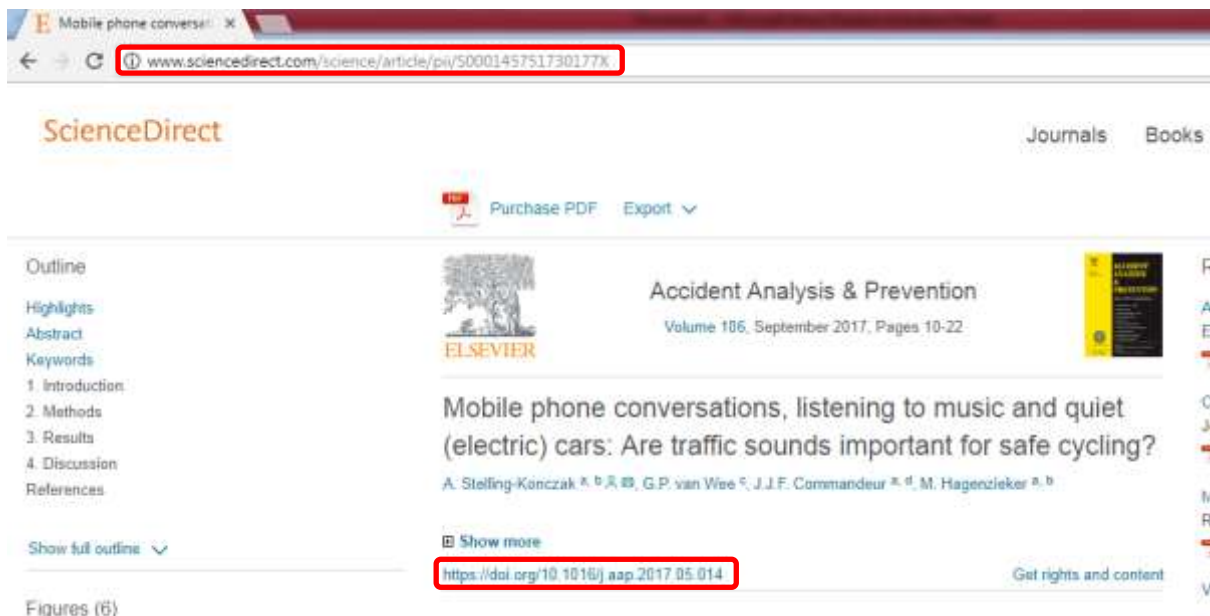 Mobile phone conversat
www.sciencedirect.com/science/article/pii/S000145751730177X
ScienceDirect
Journals Books
Purchase PDF Export
Outline
Highlights
Abstract
Keywords
1. Introduction
2. Methods
3. Results
4. Discussion
References
Show full outline
Figures (6)
ELSEVIER
Accident Analysis & Prevention
Volume 106, September 2017, Pages 10-22
ACCIDENT ANALYSIS & PREVENTION
Mobile phone conversations, listening to music and quiet
(electric) cars: Are traffic sounds important for safe cycling?
A. Stelling-Konczak a, b, G.P. van Wee c, J.J.F. Commandeur a, d, M. Hagenzieker a, b
Show more
https://doi.org/10.1016/j.aap.2017.05.014
Get rights and content